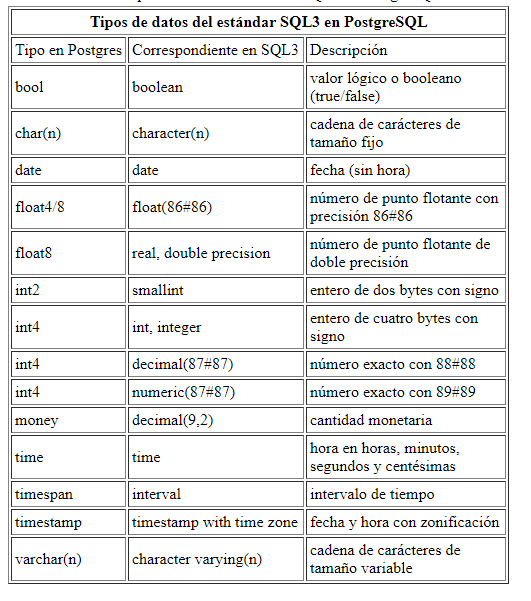 Tipos de datos del estándar SQL3 en PostgreSQL
Tipo en Postgres Correspondiente en SQL3 Descripción
bool boolean valor lógico o booleano
(true/false)
char(n) character(n) cadena de carácteres de
tamaño fijo
date date fecha (sin hora)
float4/8 float(86#86) número de punto flotante con
precisión 86#86
float8 real, double precision número de punto flotante de
doble precisión
int2 smallint entero de dos bytes con signo
int4 int, integer entero de cuatro bytes con
signo
int4 decimal(87#87) número exacto con 88#88
int4 numeric(87#87) número exacto con 89#89
money decimal(9,2) cantidad monetaria
time time hora en horas, minutos,
segundos y centésimas
timespan interval intervalo de tiempo
timestamp timestamp with time zone fecha y hora con zonificación
varchar(n) character varying(n) cadena de carácteres de
tamaño variable